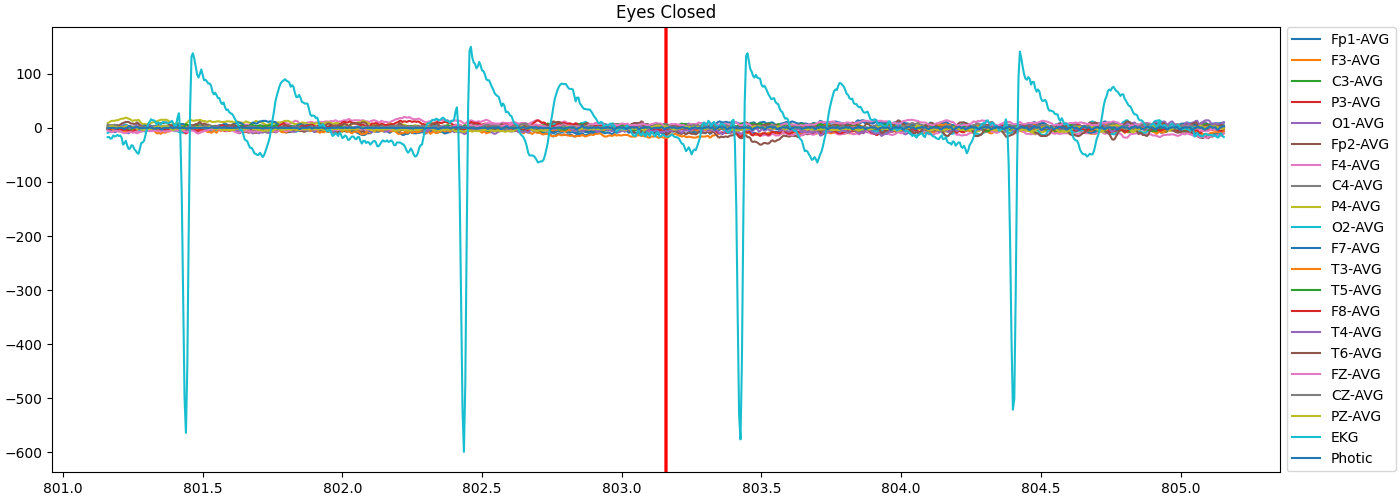 Eyes Closed
100
0
−100
−200
−300
−400
−500
−600
801.0 801.5 802.0 802.5 803.0 803.5 804.0 804.5 805.0
Fp1-AVG
F3-AVG
C3-AVG
P3-AVG
O1-AVG
Fp2-AVG
F4-AVG
C4-AVG
P4-AVG
O2-AVG
F7-AVG
T3-AVG
T5-AVG
F8-AVG
T4-AVG
T6-AVG
FZ-AVG
CZ-AVG
PZ-AVG
EKG
Photic